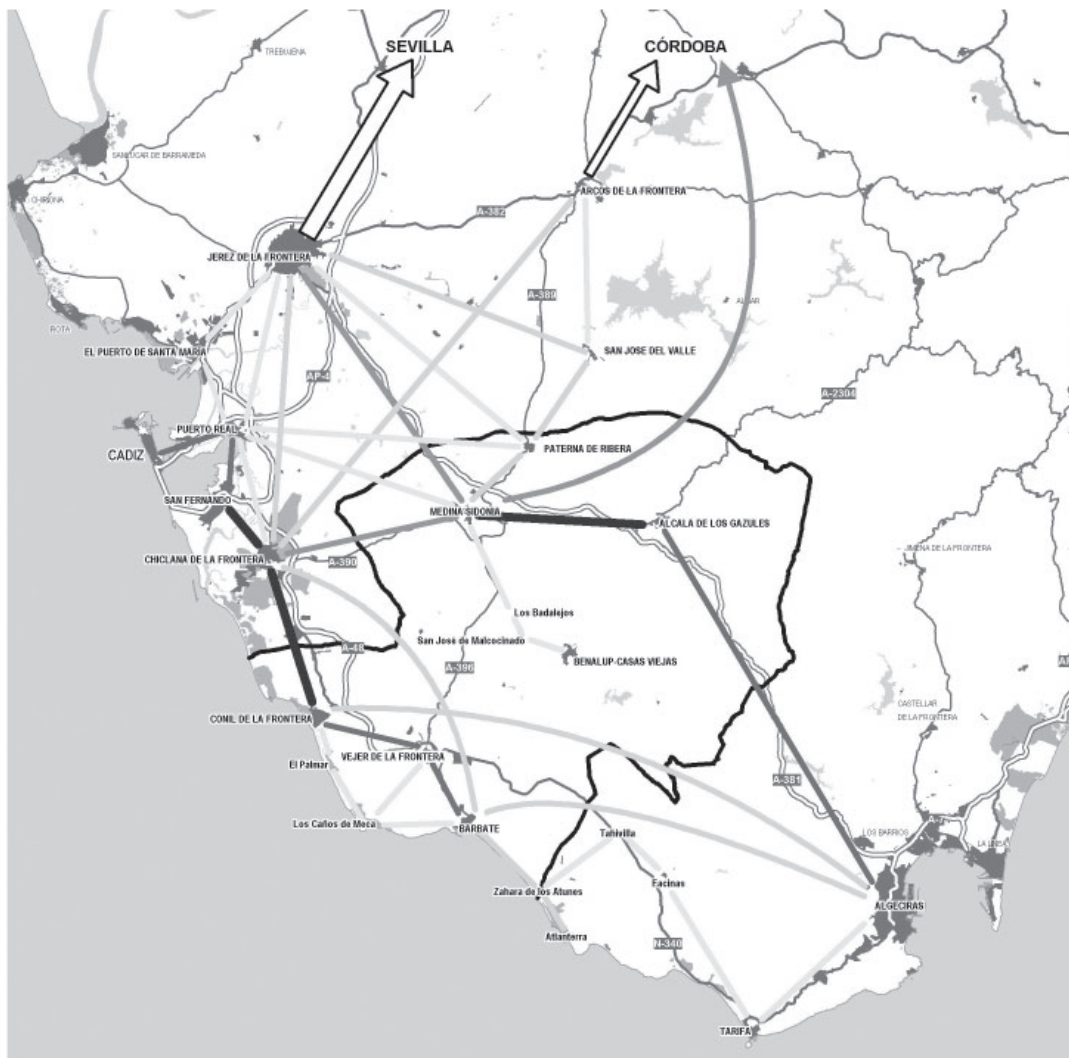 SEVILLA
CÓRDOBA
TREBUJENA
SANLUCAR DE BARRAMEDA
CHIPIONA
ARCOS DE LA FRONTERA
A-382
JEREZ DE LA FRONTERA
A-389
ALGAR
ROTA
EL PUERTO DE SANTA MARIA
SAN JOSE DEL VALLE
AP-4
A-2304
PUERTO REAL
CADIZ
PATERNA DE RIBERA
SAN FERNANDO
MEDINA SIDONIA
ALCALA DE LOS GAZULES
CHICLANA DE LA FRONTERA
A-390
JIMENA DE LA FRONTERA
Los Badalejos
San José de Malcocinado
A-48
BENALUP-CASAS VIEJAS
A-396
CASTELLAR
DE LA FRONTERA
CONIL DE LA FRONTERA
VEJER DE LA FRONTERA
El Palmar
A-381
Los Caños de Meca
BARBATE
Tahivilla
LOS BARRIOS
LA LINEA
Facinas
Zahara de los Atunes
ALGECIRAS
Atlanterra
N-340
TARIFA